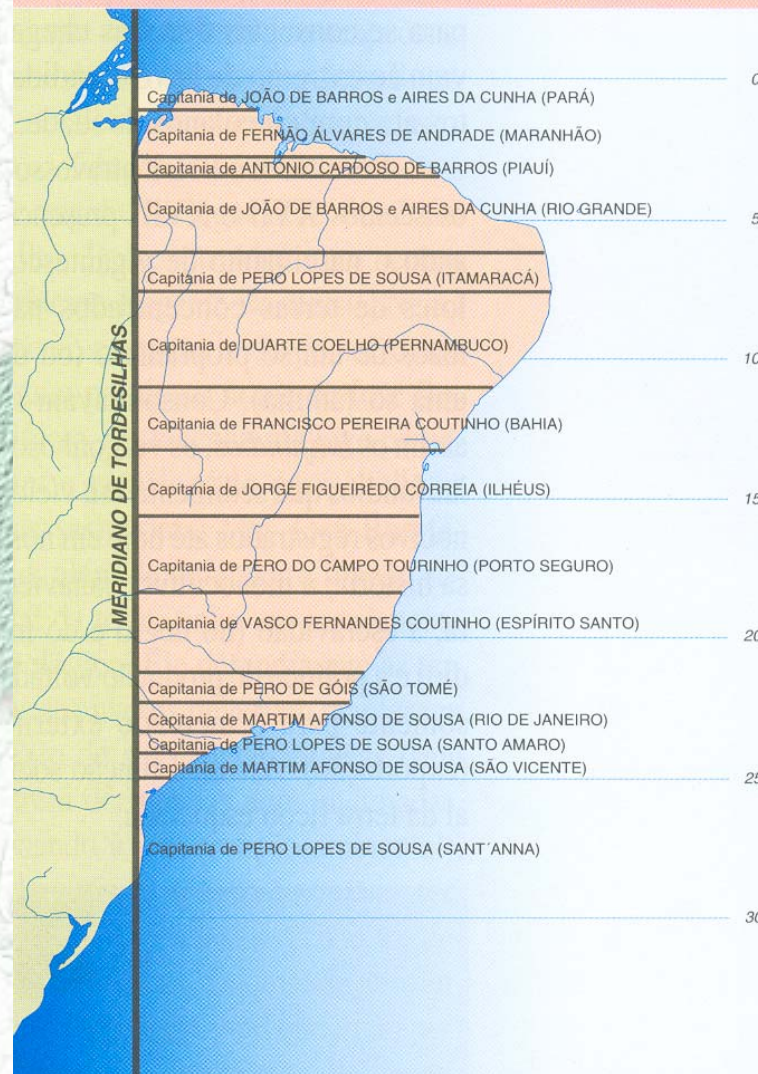 Capitania de JOÃO DE BARROS e AIRES DA CUNHA (PARÁ)
Capitania de FERNÃO ÁLVARES DE ANDRADE (MARANHÃO)
Capitania de ANTONIO CARDOSO DE BARROS (PIAUÍ)
Capitania de JOÃO DE BARROS e AIRES DA CUNHA (RIO GRANDE)
5
Capitania de PERO LOPES DE SOUSA (ITAMARACÁ)
Capitania de DUARTE COELHO (PERNAMBUCO)
10
Capitania de FRANCISCO PEREIRA COUTINHO (BAHIA)
Capitania de JORGE FIGUEIREDO CORREIA (ILHÉUS)
15
Capitania de PERO DO CAMPO TOURINHO (PORTO SEGURO)
Capitania de VASCO FERNANDES COUTINHO (ESPÍRITO SANTO)
20
Capitania de PERO DE GÓIS (SÃO TOMÉ)
Capitania de MARTIM AFONSO DE SOUSA (RIO DE JANEIRO)
Capitania de PERO LOPES DE SOUSA (SANTO AMARO)
Capitania de MARTIM AFONSO DE SOUSA (SÃO VICENTE)
25
Capitania de PERO LOPES DE SOUSA (SANT´ANNA)
30
MERIDIANO DE TORDESILHAS